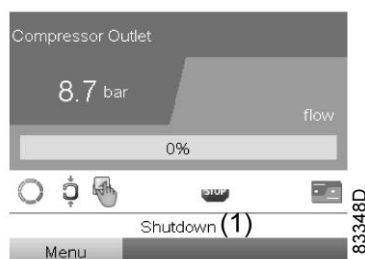 Compressor Outlet
8.7 bar
flow
0%
STOP
Shutdown (1)
Menu
83348D